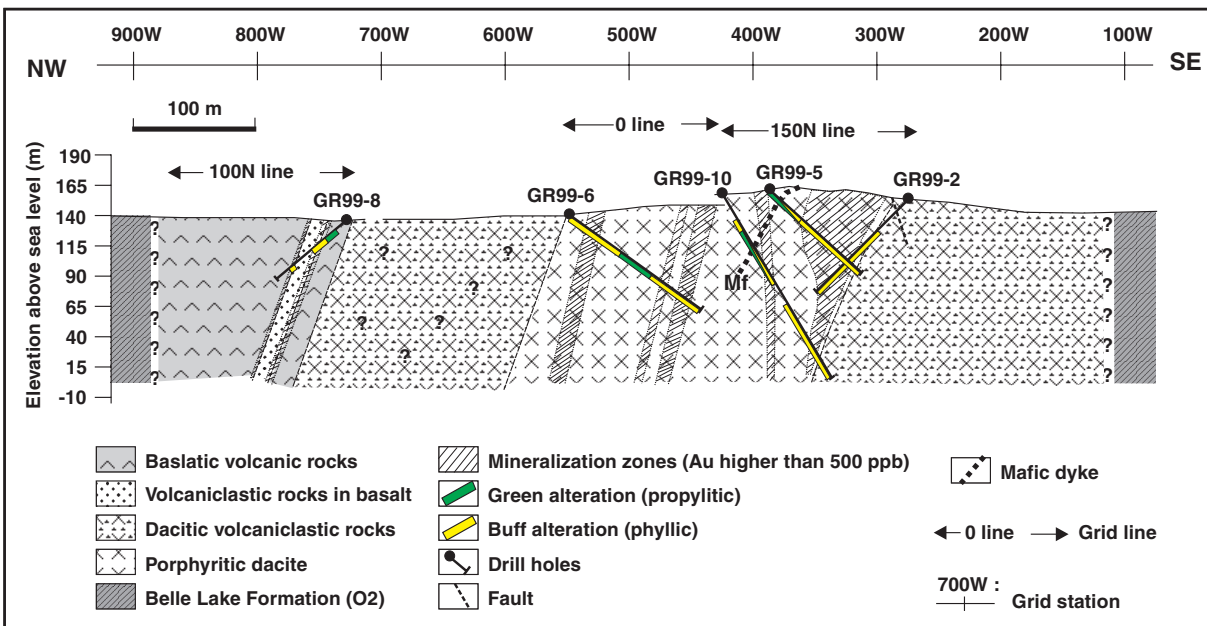 900W 800W 700W 600W 500W 400W 300W 200W 100W
NW SE
100 m
0 line
150N line
100N line
GR99-8
GR99-6
GR99-10
GR99-5
GR99-2
Elevation above sea level (m)
190
165
140
115
90
65
40
15
-10
? ? ? ? ? ?
? ? ? ? ? ? ?
? ? ? ? ? ?
Mf
Baslatic volcanic rocks
Volcaniclastic rocks in basalt
Dacitic volcaniclastic rocks
Porphyritic dacite
Belle Lake Formation (O2)
Mineralization zones (Au higher than 500 ppb)
Green alteration (propylitic)
Buff alteration (phyllic)
Drill holes
Fault
Mafic dyke
0 line Grid line
700W :
Grid station